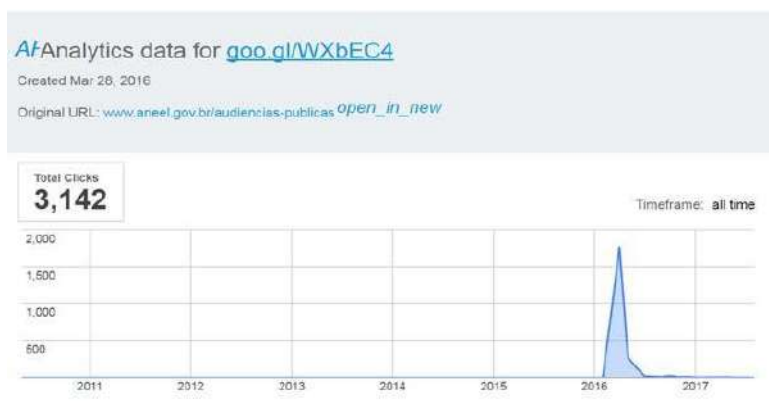 Analytics data for goo.gl/WXbEC4
Created Mar 28, 2016
Original URL: www.aneel.gov.br/audiencias-publicas open_in_new
Total Clicks
3,142
Timeframe: all time
2,000
1,500
1,000
500
2011 2012 2013 2014 2015 2016 2017